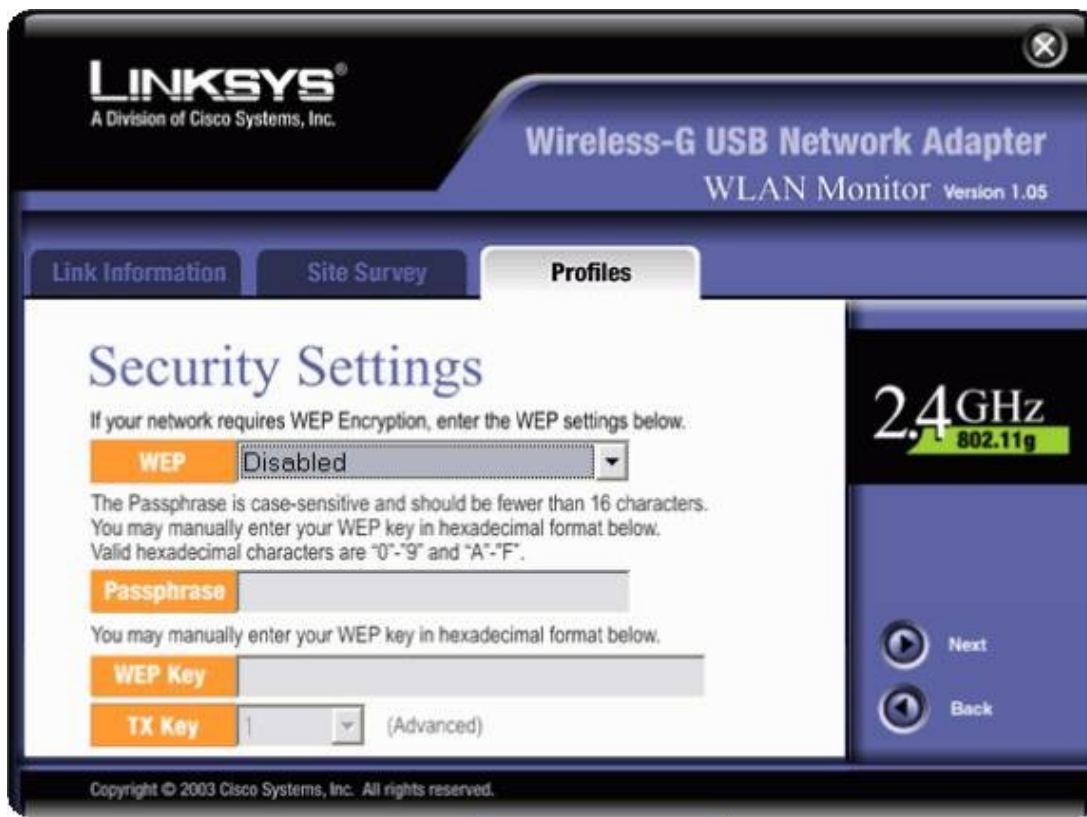 LINKSYS®
A Division of Cisco Systems, Inc.
Wireless-G USB Network Adapter
WLAN Monitor Version 1.05
Link Information
Site Survey
Profiles
Security Settings
If your network requires WEP Encryption, enter the WEP settings below.
WEP Disabled
The Passphrase is case-sensitive and should be fewer than 16 characters.
You may manually enter your WEP key in hexadecimal format below.
Valid hexadecimal characters are "0"-"9" and "A"-"F".
Passphrase
You may manually enter your WEP key in hexadecimal format below.
WEP Key
TX Key 1 (Advanced)
2.4GHz
802.11g
Next
Back
Copyright © 2003 Cisco Systems, Inc. All rights reserved.